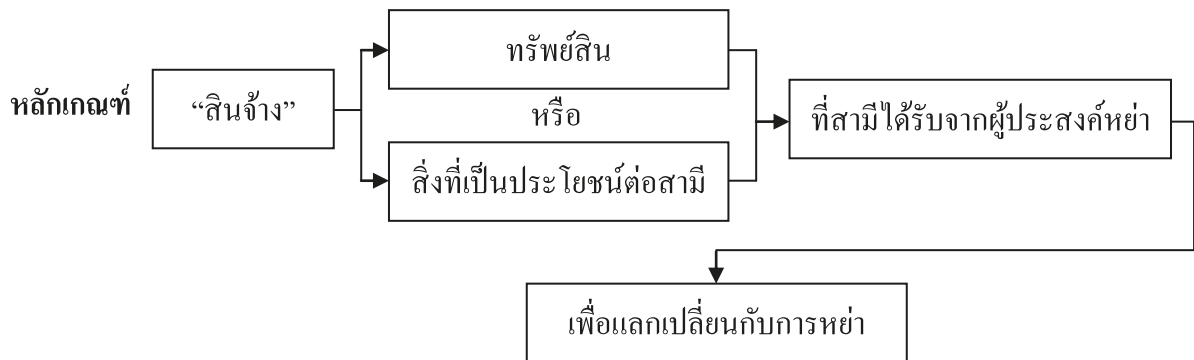 หลักเกณฑ์
“สินจ้าง”
ทรัพย์สิน
หรือ
สิ่งที่เป็นประโยชน์ต่อสามี
ที่สามีได้รับจากผู้ประสงค์หย่า
เพื่อแลกเปลี่ยนกับการหย่า